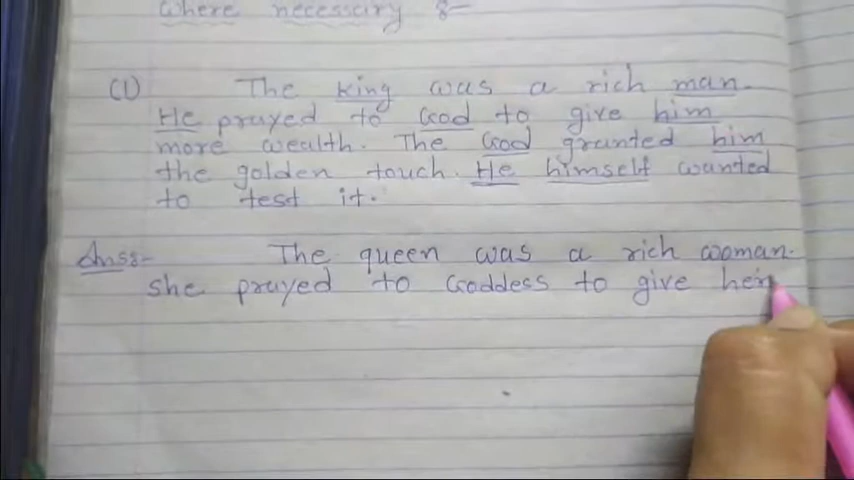 where necessary :-
(1) The king was a rich man.
He prayed to God to give him
more wealth. The God granted him
the golden touch. He himself wanted
to test it.
Ans:- The queen was a rich woman.
she prayed to Goddess to give